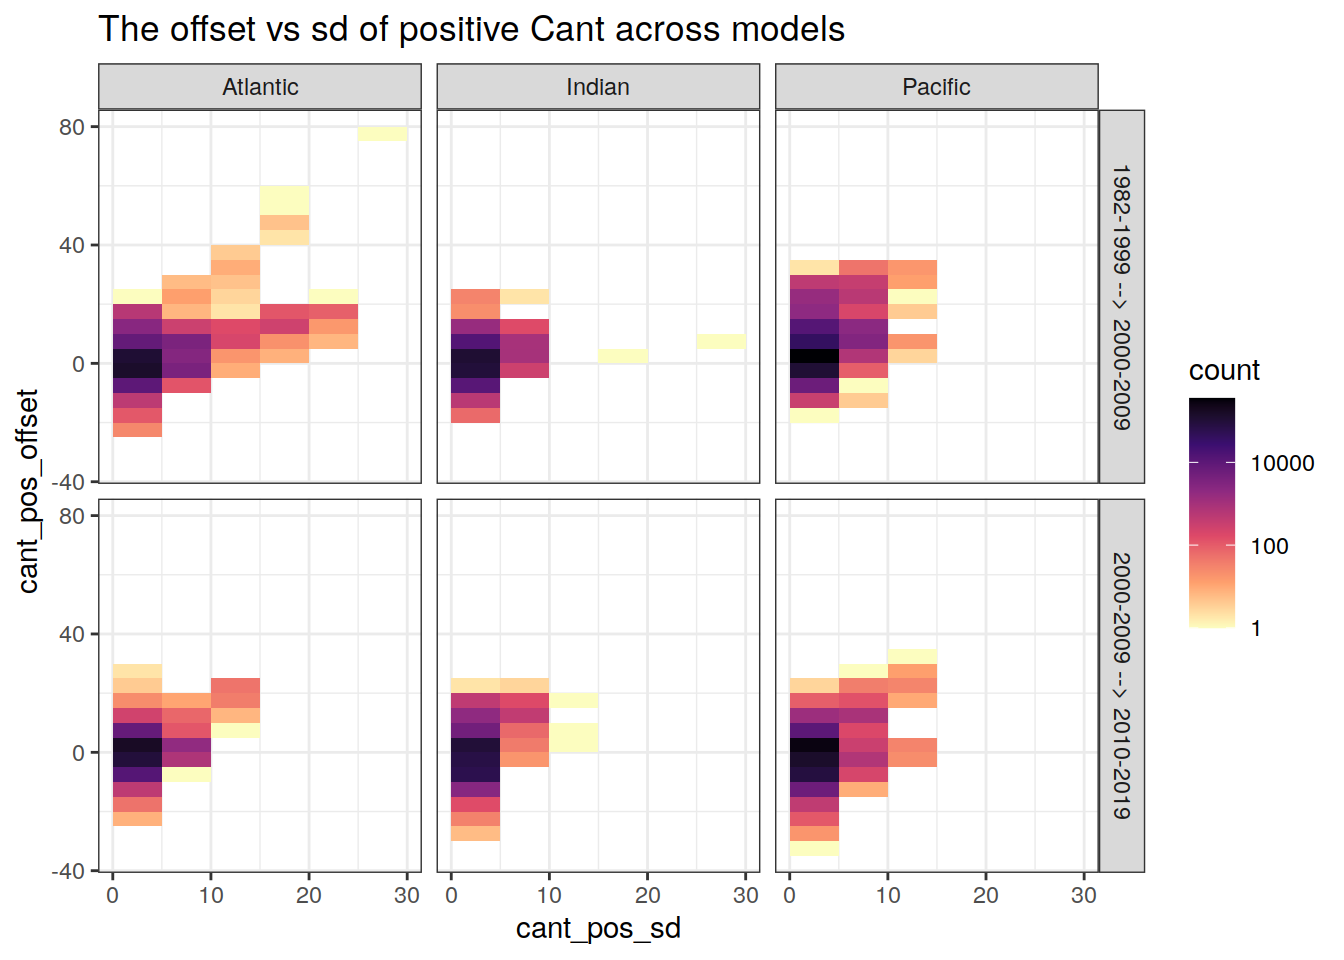 The offset vs sd of positive Cant across models
Atlantic
Indian
Pacific
80
40
0
-40
1982-1999 --> 2000-2009
80
40
0
-40
2000-2009 --> 2010-2019
cant_pos_offset
0 10 20 30
0 10 20 30
0 10 20 30
cant_pos_sd
count
10000
100
1